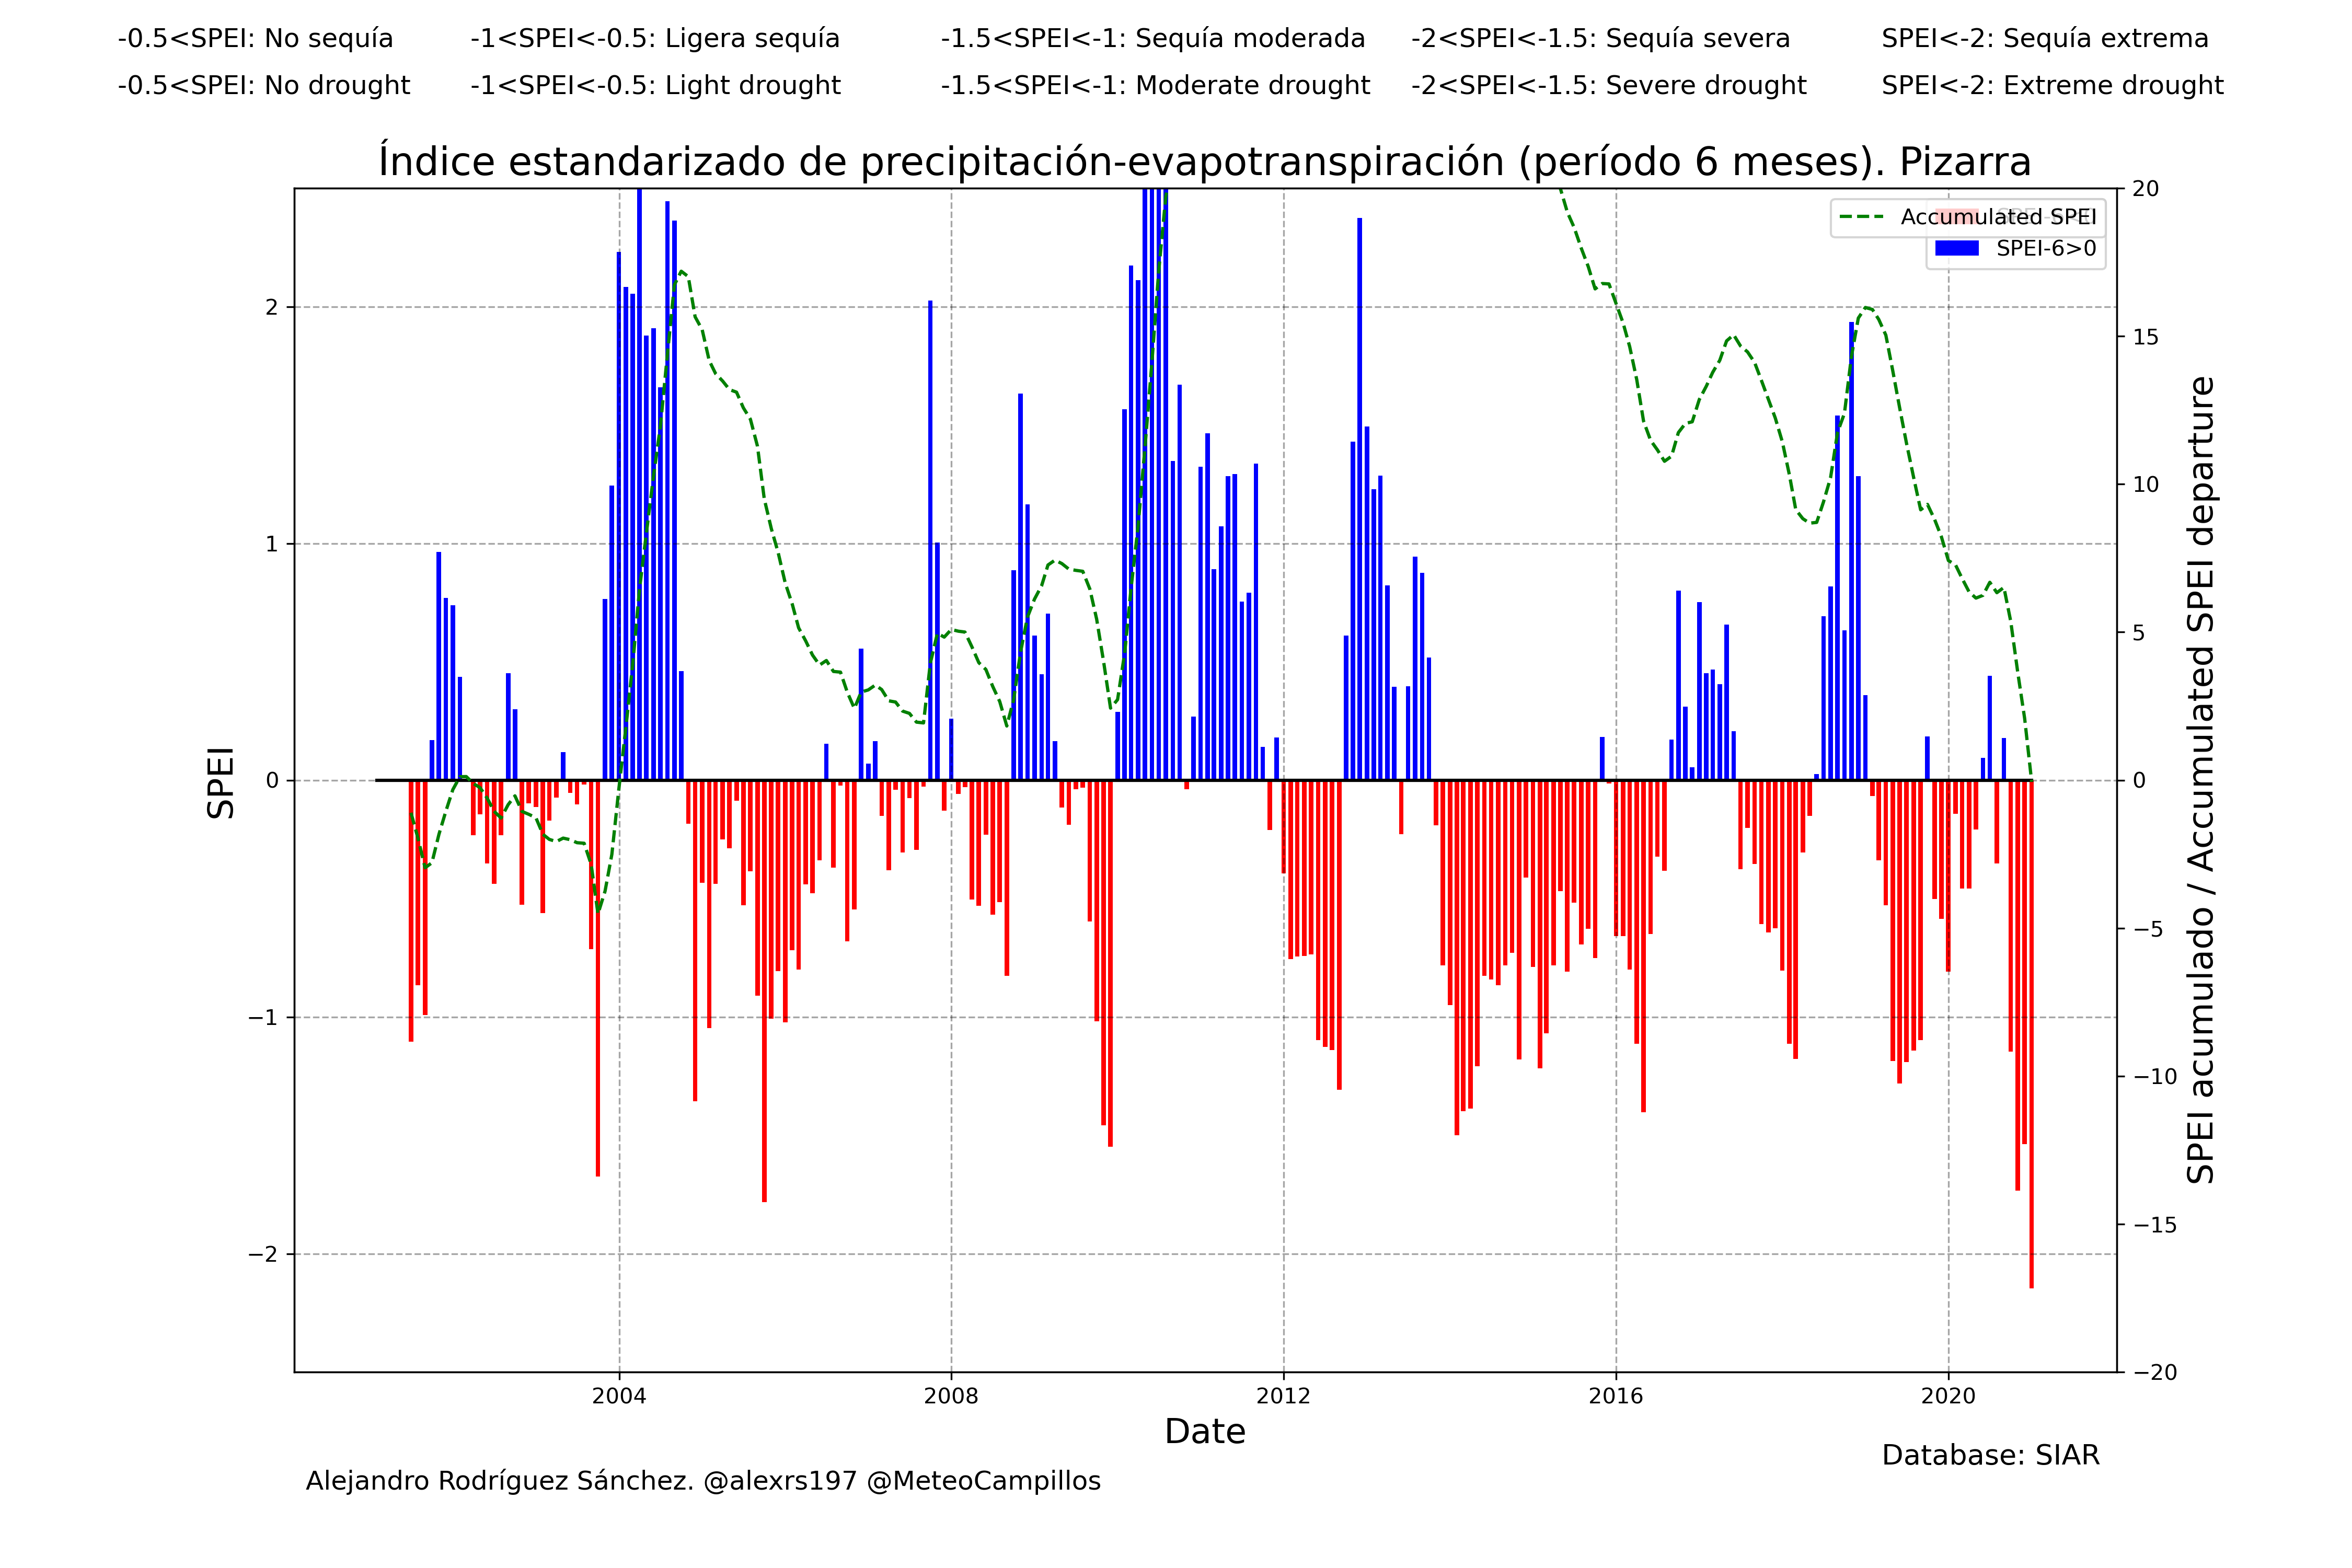 -0.5<SPEI: No sequía -1<SPEI<-0.5: Ligera sequía -1.5<SPEI<-1: Sequía moderada -2<SPEI<-1.5: Sequía severa SPEI<-2: Sequía extrema
-0.5<SPEI: No drought -1<SPEI<-0.5: Light drought -1.5<SPEI<-1: Moderate drought -2<SPEI<-1.5: Severe drought SPEI<-2: Extreme drought
Índice estandarizado de precipitación-evapotranspiración (período 6 meses). Pizarra
Accumulated SPEI
SPEI-6>0
SPEI
2
1
0
−1
−2
20
15
10
5
0
−5
−10
−15
−20
SPEI acumulado / Accumulated SPEI departure
2004 2008 2012 2016 2020
Date
Database: SIAR
Alejandro Rodríguez Sánchez. @alexrs197 @MeteoCampillos